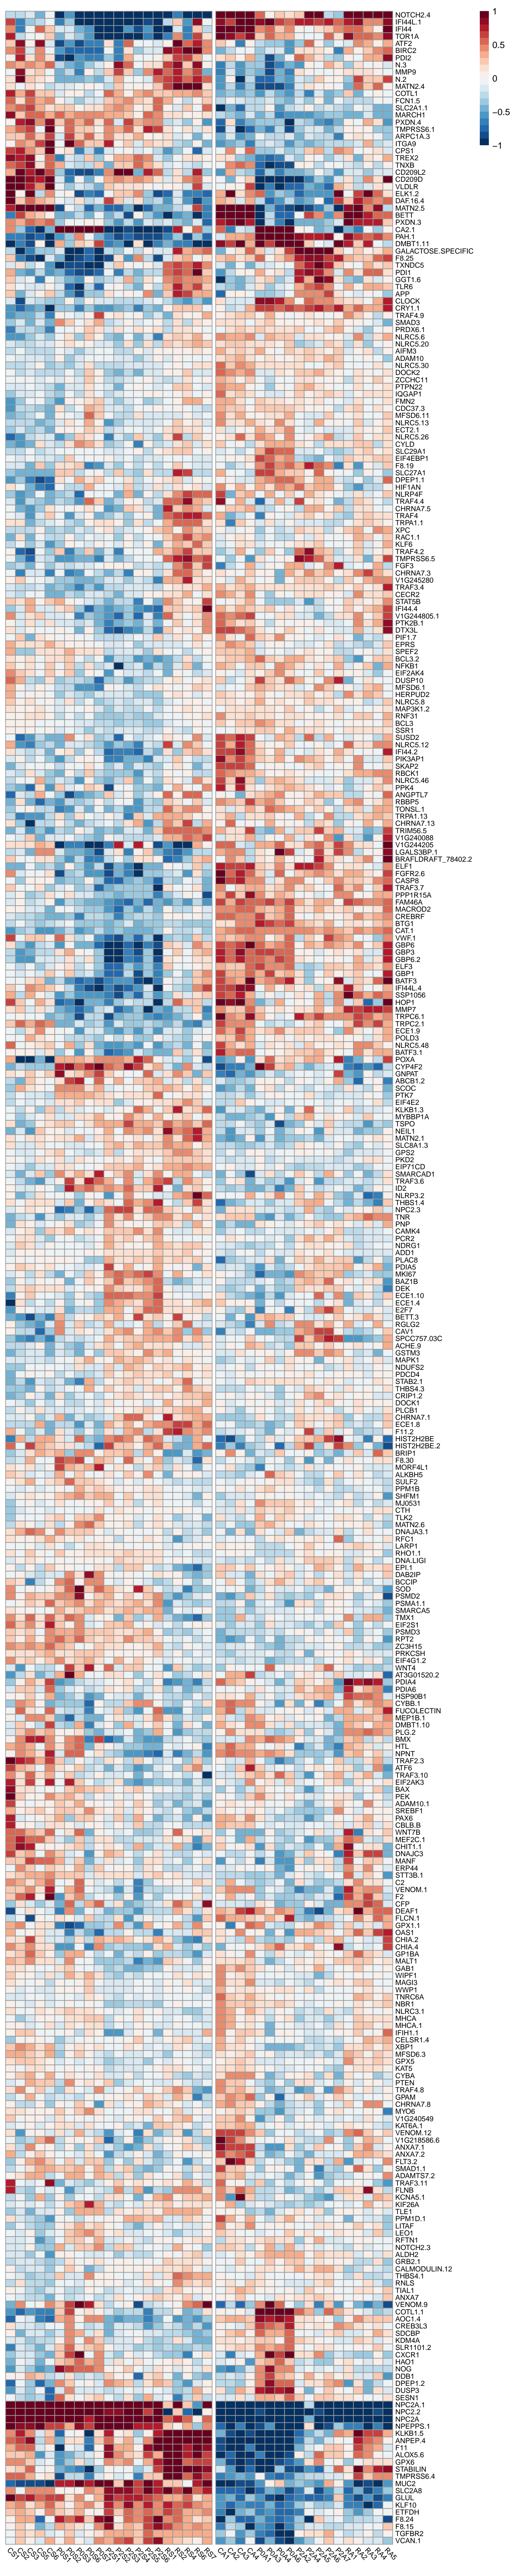 1
0.5
0
−0.5
−1
NOTCH2.4
IFI44L.1
IFI44
TOR1A
ATF2
BIRC2
PDI2
N.3
MMP9
N.2
MATN2.4
COTL1
FCN1.5
SLC2A1.1
MARCH1
PXDN.4
TMPRSS6.1
ARPC1A.3
ITGA9
CPS1
TREX2
TNXB
CD209L2
CD209D
VLDLR
ELK1.2
DAF16.4
MATN2.5
BETT
PXDN.3
CA2.1
PAH.1
DMBT1.11
GALACTOSE.SPECIFIC
F8.25
TXNDC5
PDI1
GGT1.6
TLR6
APP
CLOCK
CRY1.1
TRAF4.9
SMAD3
PRDX6.1
NLRC5.6
NLRC5.20
AIFM3
ADAM10
NLRC5.30
DOCK2
ZCCHC11
PTPN22
IQGAP1
FMN2
CDC37.3
MFSD6.11
NLRC5.13
ECT2.1
NLRC5.26
CYLD
SLC29A1
EIF4EBP1
F8.19
SLC27A1
DPEP1.1
HIF1AN
NLRP4F
TRAF4.4
CHRNA7.5
TRAF4
TRPA1.1
XPC
RAC1.1
KLF6
TRAF4.2
TMPRSS6.5
FGF3
CHRNA7.3
V1G245280
TRAF3.4
CECR2
STAT5B
IFI44.4
V1G244805.1
PTK2B.1
DTX3L
PIF1.7
EPRS
SPEF2
BCL3.2
NFKB1
EIF2AK4
DUSP10
MFSD6.1
HERPUD2
NLRC5.8
MAP3K1.2
RNF31
BCL3
SSR1
SUSD2
NLRC5.12
IFI44.2
PIK3AP1
SKAP2
RBCK1
NLRC5.46
PPK4
ANGPTL7
RBBP5
TONSL.1
TRPA1.13
CHRNA7.13
TRIM56.5
V1G240088
V1G244205
LGALS3BP.1
BRAFLDRAFT_78402.2
ELF1
FGFR2.6
CASP8
TRAF3.7
PPP1R15A
FAM46A
MACROD2
CREBRF
BTG1
CAT.1
VWF.1
GBP6
GBP3
GBP6.2
ELF3
GBP1
BATF3
IFI44L.4
SSP1056
HOP1
MMP7
TRPC6.1
TRPC2.1
ECE1.9
POLD3
NLRC5.48
BATF3.1
POXA
CYP4F2
GNPAT
ABCB1.2
SCOC
PTK7
EIF4E2
KLKB1.3
MYBBP1A
TSPO
NEIL1
MATN2.1
SLC8A1.3
GPS2
PKD2
EIP71CD
SMARCAD1
TRAF3.6
ID2
NLRP3.2
THBS1.4
NPC2.3
TNR
PNP
CAMK4
PCR2
NDRG1
ADD1
PLAC8
PDIA5
MKI67
BAZ1B
DEK
ECE1.10
ECE1.4
E2F7
BETT.3
RGLG2
CAV1
SPCC757.03C
ACHE.9
GSTM3
MAPK1
NDUFS2
PDCD4
STAB2.1
THBS4.3
CRIP1.2
DOCK1
PLCB1
CHRNA7.1
ECE1.8
F11.2
HIST2H2BE
HIST2H2BE.2
BRIP1
F8.30
MORF4L1
ALKBH5
SULF2
PPM1B
SHFM1
MJ0531
CTH
TLK2
MATN2.6
DNAJA3.1
RFC1
LARP1
RHO1.1
DNA.LIGI
EPI.1
DAB2IP
BCCIP
SOD
PSMD2
PSMA1.1
SMARCA5
TMX1
EIF2S1
PSMD3
RPT2
ZC3H15
PRKCSH
EIF4G1.2
WNT4
AT3G01520.2
PDIA4
PDIA6
HSP90B1
CYBB.1
FUCOLECTIN
MEP1B.1
DMBT1.10
PLG.2
BMX
HTL
NPNT
TRAF2.3
ATF6
TRAF3.10
EIF2AK3
BAX
PEK
ADAM10.1
SREBF1
PAX6
CBLB.B
WNT7B
MEF2C.1
CHIT1.1
DNAJC3
MANF
ERP44
STT3B.1
C2
VENOM.1
F2
CFP
DEAF1
FLCN.1
GPX1.1
OAS1
CHIA.2
CHIA.4
GP1BA
MALT1
GAB1
WIPF1
MAGI3
WWP1
TNRC6A
NBR1
NLRC3.1
MHCA
MHCA.1
IFIH1.1
CELSR1.4
XBP1
MFSD6.3
GPX5
KAT5
CYBA
PTEN
TRAF4.8
GPAM
CHRNA7.8
MYO6
V1G240549
KAT6A.1
VENOM.12
V1G218586.6
ANXA7.1
ANXA7.2
FLT3.2
SMAD1.1
ADAMTS7.2
TRAF3.11
FLNB
KCNA5.1
KIF26A
TLE1
PPM1D.1
LITAF
LEO1
RFTN1
NOTCH2.3
ALDH2
GRB2.1
CALMODULIN.12
THBS4.1
RNLS
TIAL1
ANXA7
VENOM.9
COTL1.1
AOC1.4
CREB3L3
SDCBP
KDM4A
SLR1101.2
CXCR1
HAO1
NOG
DDB1
DPEP1.2
DUSP3
SESN1
NPC2A.1
NPC2.2
NPC2A
NPEPPS.1
KLKB1.5
ANPEP.4
F11
ALOX5.6
GPX6
STABILIN
TMPRSS6.4
MUC2
SLC2A8
GLUL
KLF10
ETFDH
F8.24
F8.15
TGFBR2
VCAN.1
CA1
RA1
RA2
RA3
RA4
RA5